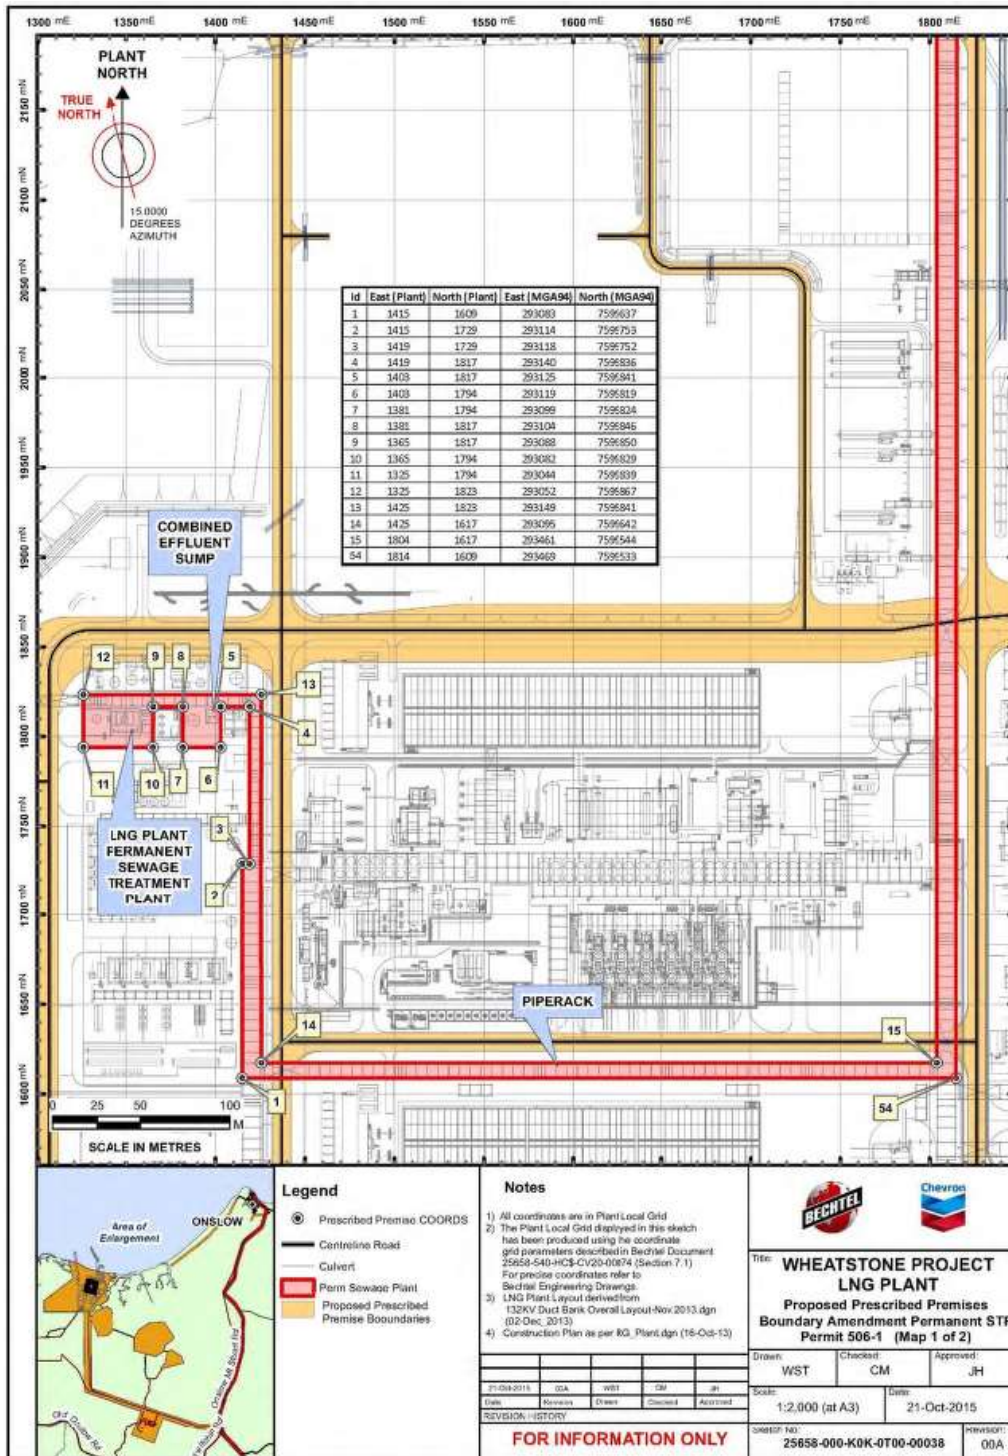 1300 mE 1350 mE 1400 mE 1450 mE 1500 mE 1550 mE 1600 mE 1650 mE 1700 mE 1750 mE 1800 mE
2150 mN
2100 mN
2050 mN
2000 mN
1950 mN
1900 mN
1850 mN
1800 mN
1750 mN
1700 mN
1650 mN
1600 mN
PLANT
NORTH
TRUE
NORTH
15.0000
DEGREES
AZIMUTH
Id East (Plant) North (Plant) East (MGA94) North (MGA94)
1 1415 1609 293083 7595637
2 1415 1729 293114 7595753
3 1419 1729 293118 7595752
4 1419 1817 293140 7595836
5 1403 1817 293125 7595841
6 1403 1794 293119 7595819
7 1381 1794 293099 7595824
8 1381 1817 293104 7595846
9 1365 1817 293088 7595850
10 1365 1794 293082 7595829
11 1325 1794 293044 7595839
12 1325 1823 293052 7595867
13 1425 1823 293149 7595841
14 1425 1617 293095 7595642
15 1804 1617 293461 7595544
54 1814 1609 293469 7595533
COMBINED
EFFLUENT
SUMP
12 9 8 5 13
4
11 10 7 6
3
LNG PLANT
PERMANENT
SEWAGE
TREATMENT
PLANT
2
PIPERACK
14
15
1
54
0 25 50 100
M
SCALE IN METRES
Area of
Enlargement
ONSLOW
Onslow Mt Stuart Rd
Old Onslow Rd
Legend
Prescribed Premise COORDS
Centreline Road
Culvert
Perm Sewage Plant
Proposed Prescribed
Premise Bouundaries
Notes
1) All coordinates are in Plant Local Grid
2) The Plant Local Grid displayed in this sketch
has been produced using he coordinate
grid parameters described in Bechtel Document
25658-540-HCS-CV20-00874 (Section 7.1)
For precise coordinates refer to
Bechtel Engineering Drawings.
3) LNG Plant Layout derived from
132KV Duct Bank Overall Layout-Nov 2013.dgn
(02-Dec_2013)
4) Construction Plan as per RG_Plant.dgn (16-Oct-13)
21-Oct-2015 00A WST CM JH
Date Revision Drawn Checked Approved
REVISION HISTORY
FOR INFORMATION ONLY
BECHTEL
Chevron
Title:
WHEATSTONE PROJECT
LNG PLANT
Proposed Prescribed Premises
Boundary Amendment Permanent STP
Permit 506-1 (Map 1 of 2)
Drawn: WST
Checked: CM
Approved: JH
Scale: 1:2,000 (at A3)
Date: 21-Oct-2015
Sketch No: 25658-000-K0K-0T00-00038
Revision: 00A